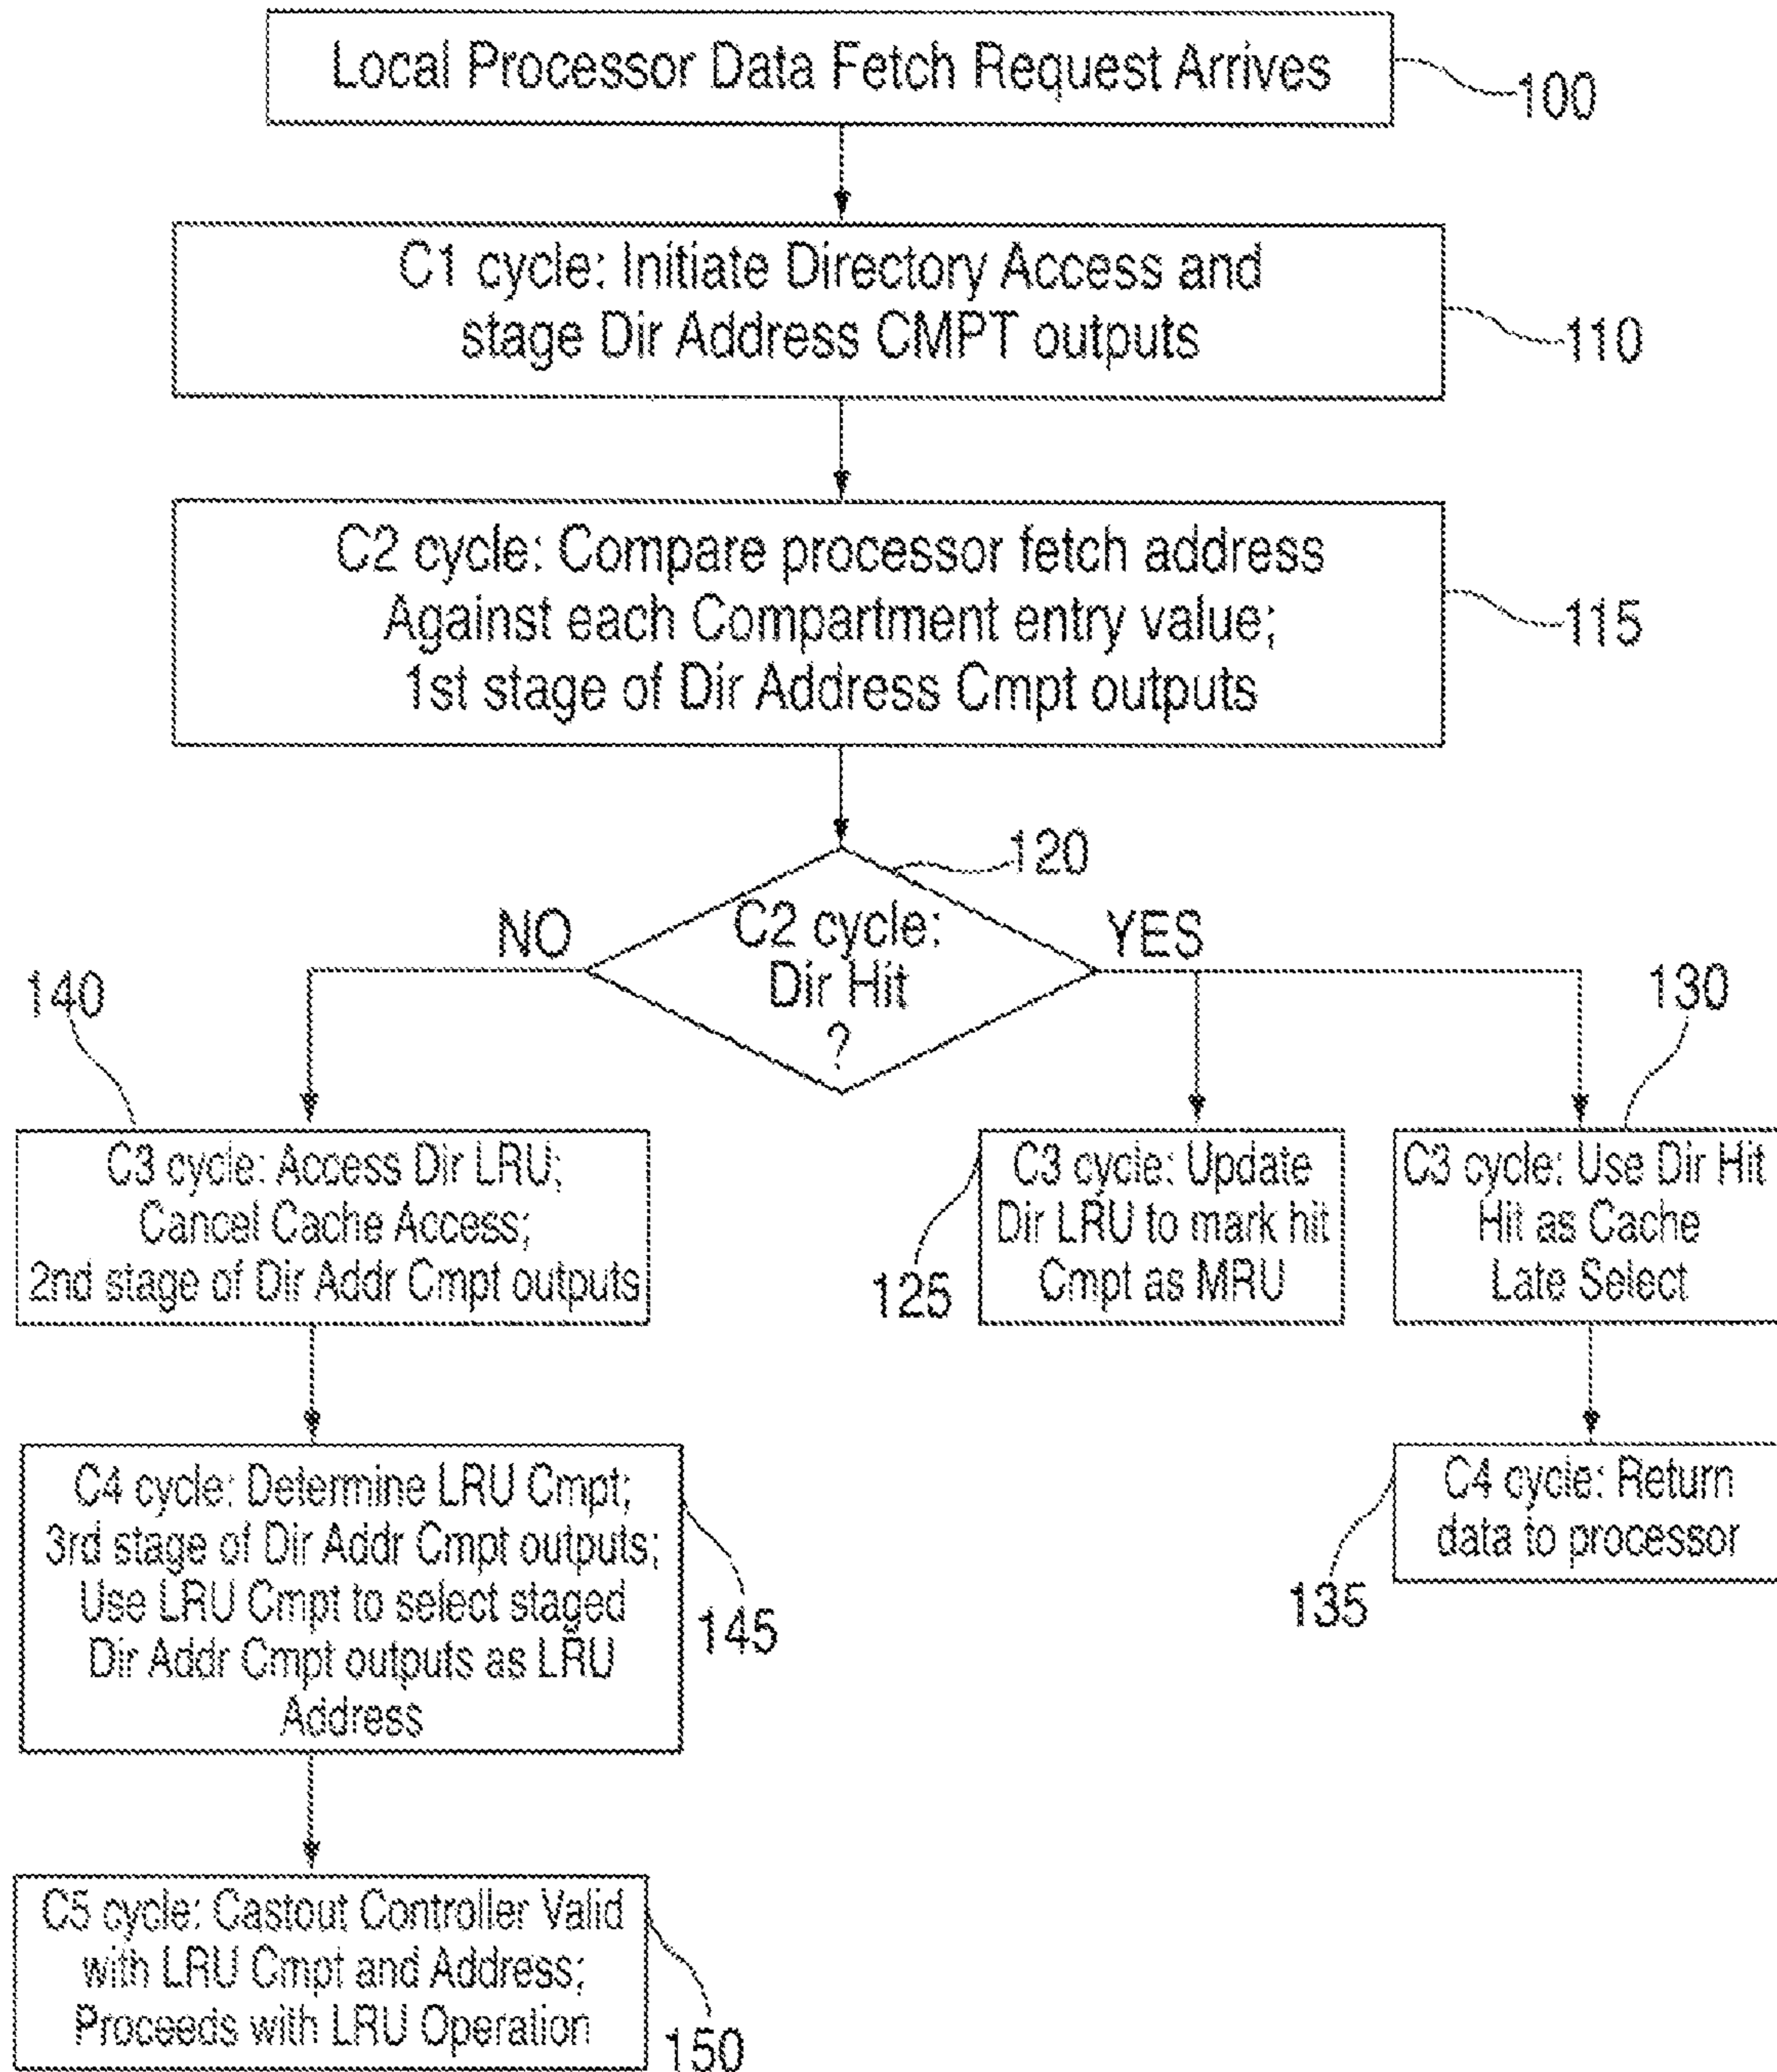 Local Processor Data Fetch Request Arrives
100
C1 cycle: Initiate Directory Access and
stage Dir Address CMPT outputs
110
C2 cycle: Compare processor fetch address
Against each Compartment entry value;
1st stage of Dir Address Cmpt outputs
115
120
C2 cycle:
Dir Hit
?
NO
YES
140
C3 cycle: Access Dir LRU;
Cancel Cache Access;
2nd stage of Dir Addr Cmpt outputs
C3 cycle: Update
Dir LRU to mark hit
Cmpt as MRU
125
130
C3 cycle: Use Dir Hit
Hit as Cache
Late Select
C4 cycle: Determine LRU Cmpt;
3rd stage of Dir Addr Cmpt outputs;
Use LRU Cmpt to select staged
Dir Addr Cmpt outputs as LRU
Address
145
C4 cycle: Return
data to processor
135
C5 cycle: Castout Controller Valid
with LRU Cmpt and Address;
Proceeds with LRU Operation
150